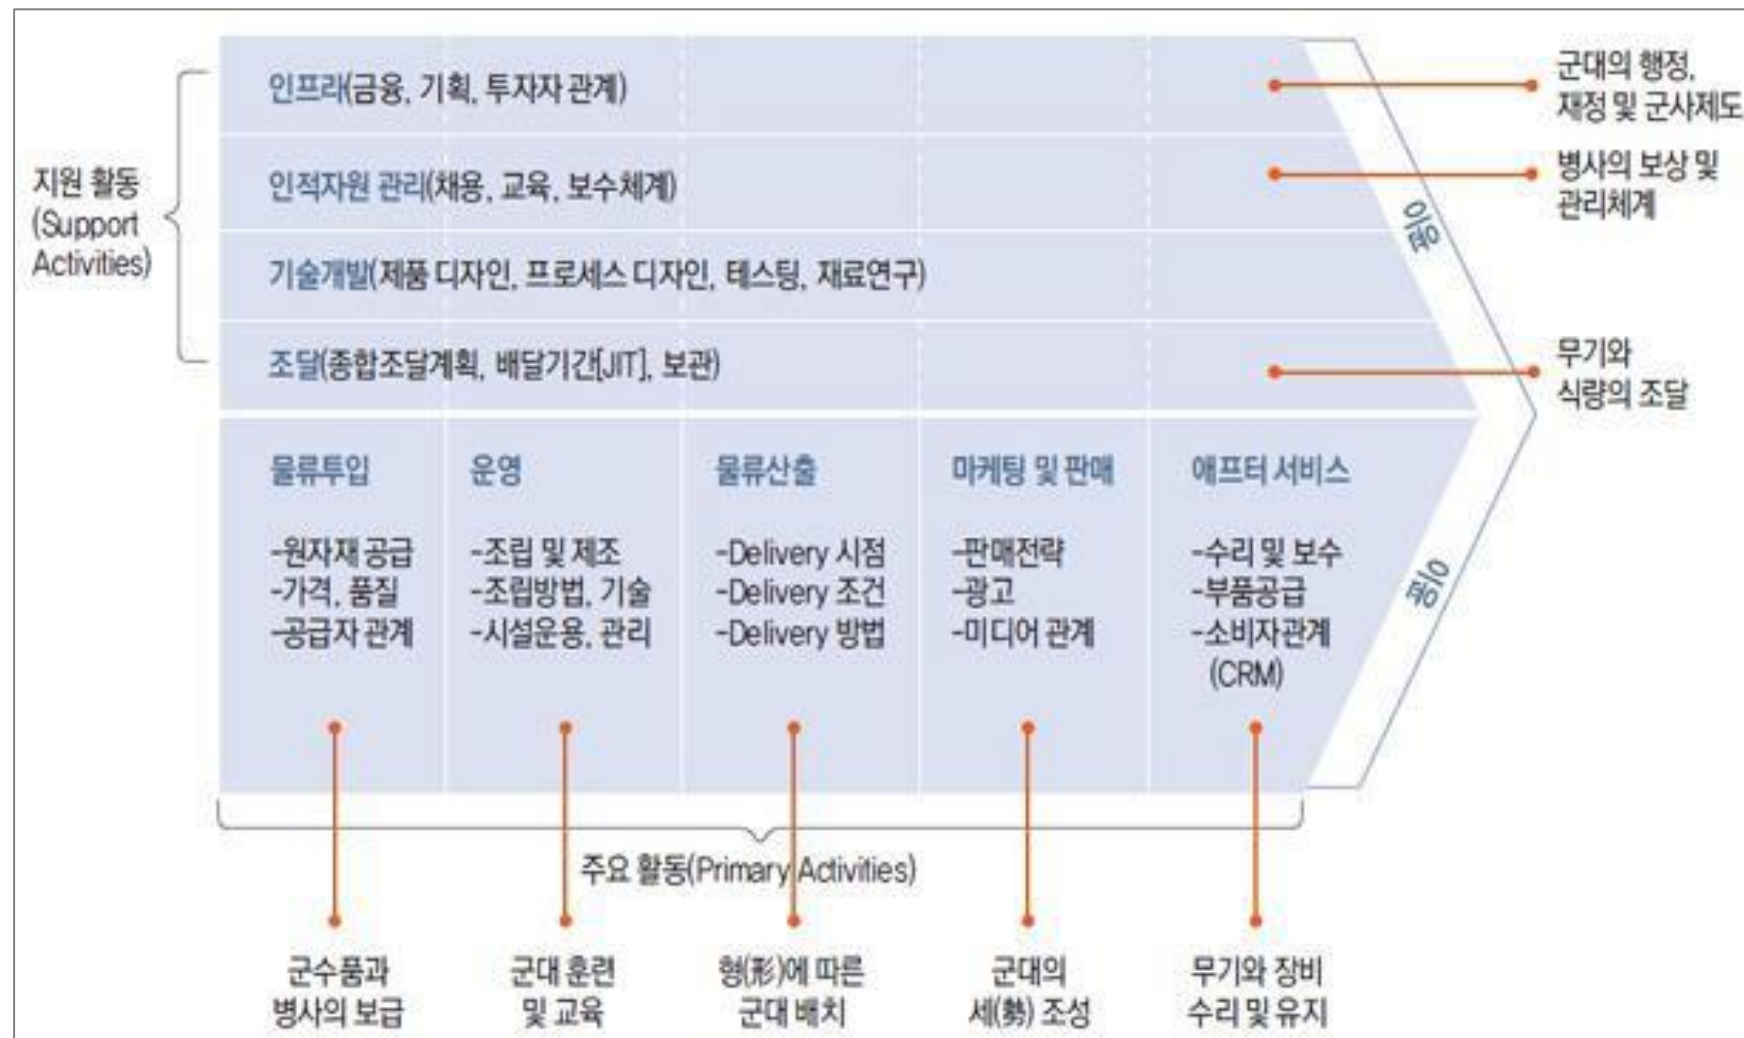 지원 활동
(Support
Activities)
인프라(금융, 기획, 투자자 관계)
인적자원 관리(채용, 교육, 보수체계)
기술개발(제품 디자인, 프로세스 디자인, 테스팅, 재료연구)
조달(종합조달계획, 배달기간[JIT], 보관)
군대의 행정,
재정 및 군사제도
병사의 보상 및
관리체계
무기와
식량의 조달
이윤
이윤
물류투입
-원자재 공급
-가격, 품질
-공급자 관계
운영
-조립 및 제조
-조립방법, 기술
-시설운용, 관리
물류산출
-Delivery 시점
-Delivery 조건
-Delivery 방법
마케팅 및 판매
-판매전략
-광고
-미디어 관계
애프터 서비스
-수리 및 보수
-부품공급
-소비자관계
(CRM)
주요 활동(Primary Activities)
군수품과
병사의 보급
군대 훈련
및 교육
형(形)에 따른
군대 배치
군대의
세(勢) 조성
무기와 장비
수리 및 유지